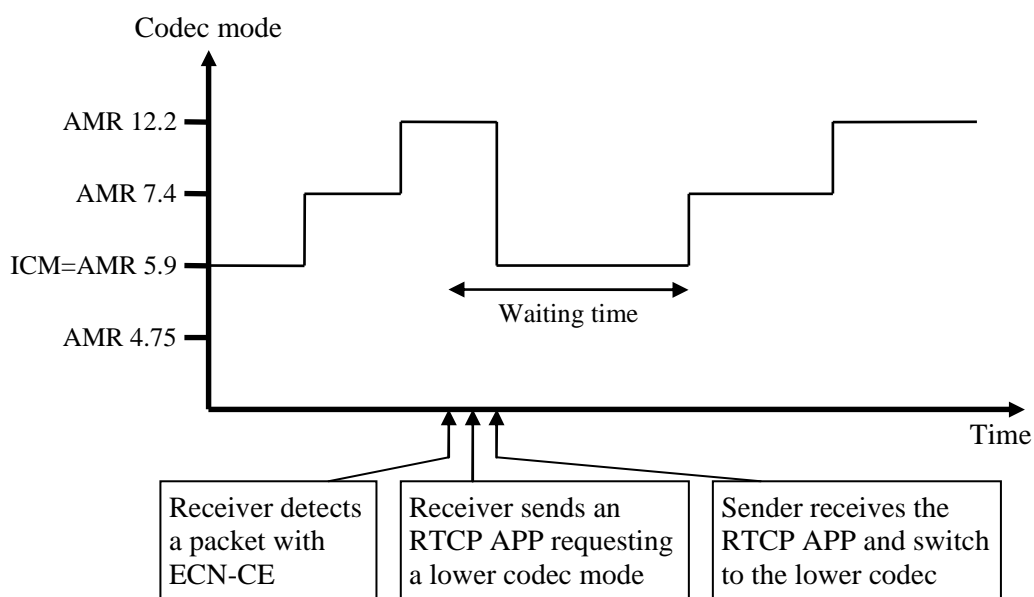 Codec mode
AMR 12.2
AMR 7.4
ICM=AMR 5.9
AMR 4.75
Waiting time
Time
Receiver detects
a packet with
ECN-CE
Receiver sends an
RTCP APP requesting
a lower codec mode
Sender receives the
RTCP APP and switch
to the lower codec